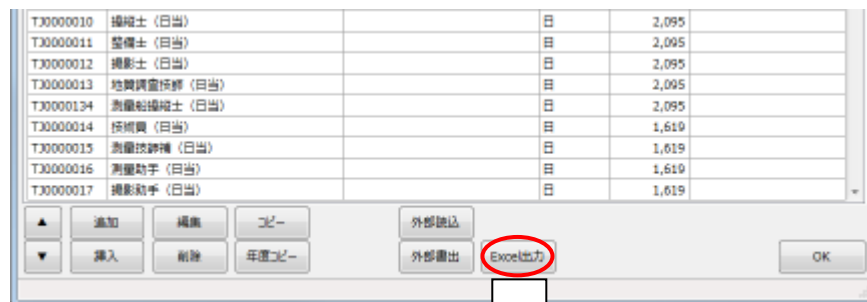 TJ0000010 操縦士（日当） 日 2,095
TJ0000011 整備士（日当） 日 2,095
TJ0000012 撮影士（日当） 日 2,095
TJ0000013 地質調査技師（日当） 日 2,095
TJ0000134 測量船操縦士（日当） 日 2,095
TJ0000014 技術員（日当） 日 1,619
TJ0000015 測量技師補（日当） 日 1,619
TJ0000016 測量助手（日当） 日 1,619
TJ0000017 撮影助手（日当） 日 1,619
▲ 追加 編集 コピー 外部読込
▼ 挿入 削除 年度コピー 外部書出 Excel出力 OK